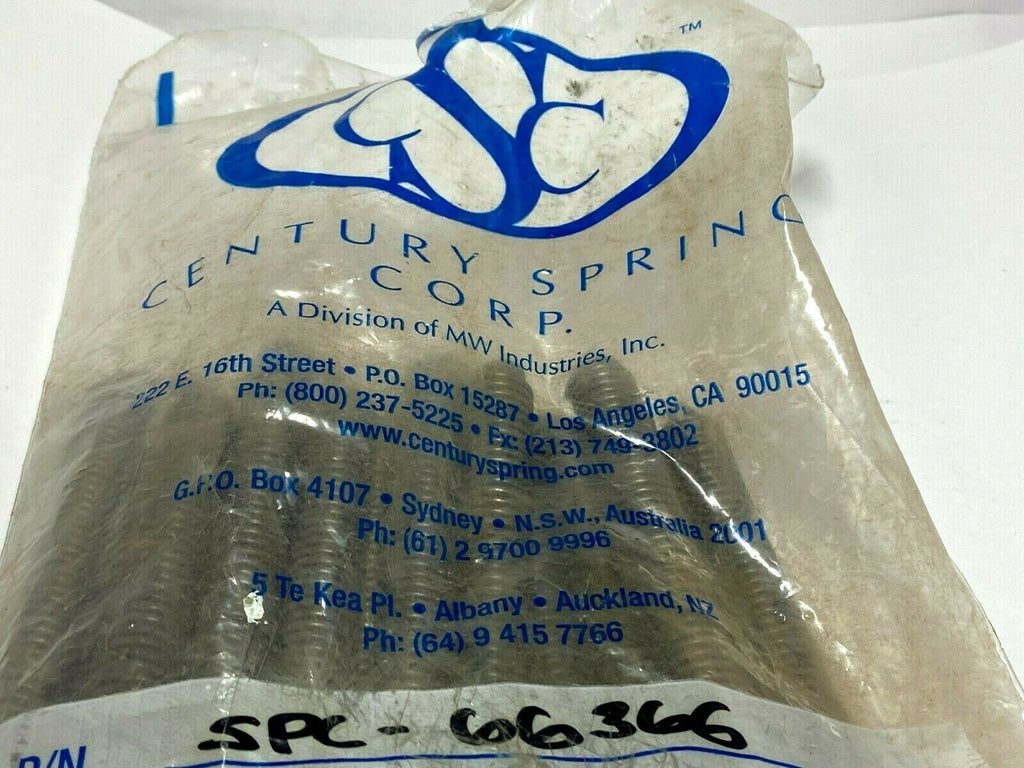 TM
CSC
CENTURY SPRING
CORP.
A Division of MW Industries, Inc.
222 E. 16th Street • P.O. Box 15287 • Los Angeles, CA 90015
Ph: (800) 237-5225 • Fx: (213) 749-3802
www.centuryspring.com
G.P.O. Box 4107 • Sydney • N.S.W., Australia 2001
Ph: (61) 2 9700 9996
5 Te Kea Pl. • Albany • Auckland, NZ
Ph: (64) 9 415 7766
P/N SPC-66366